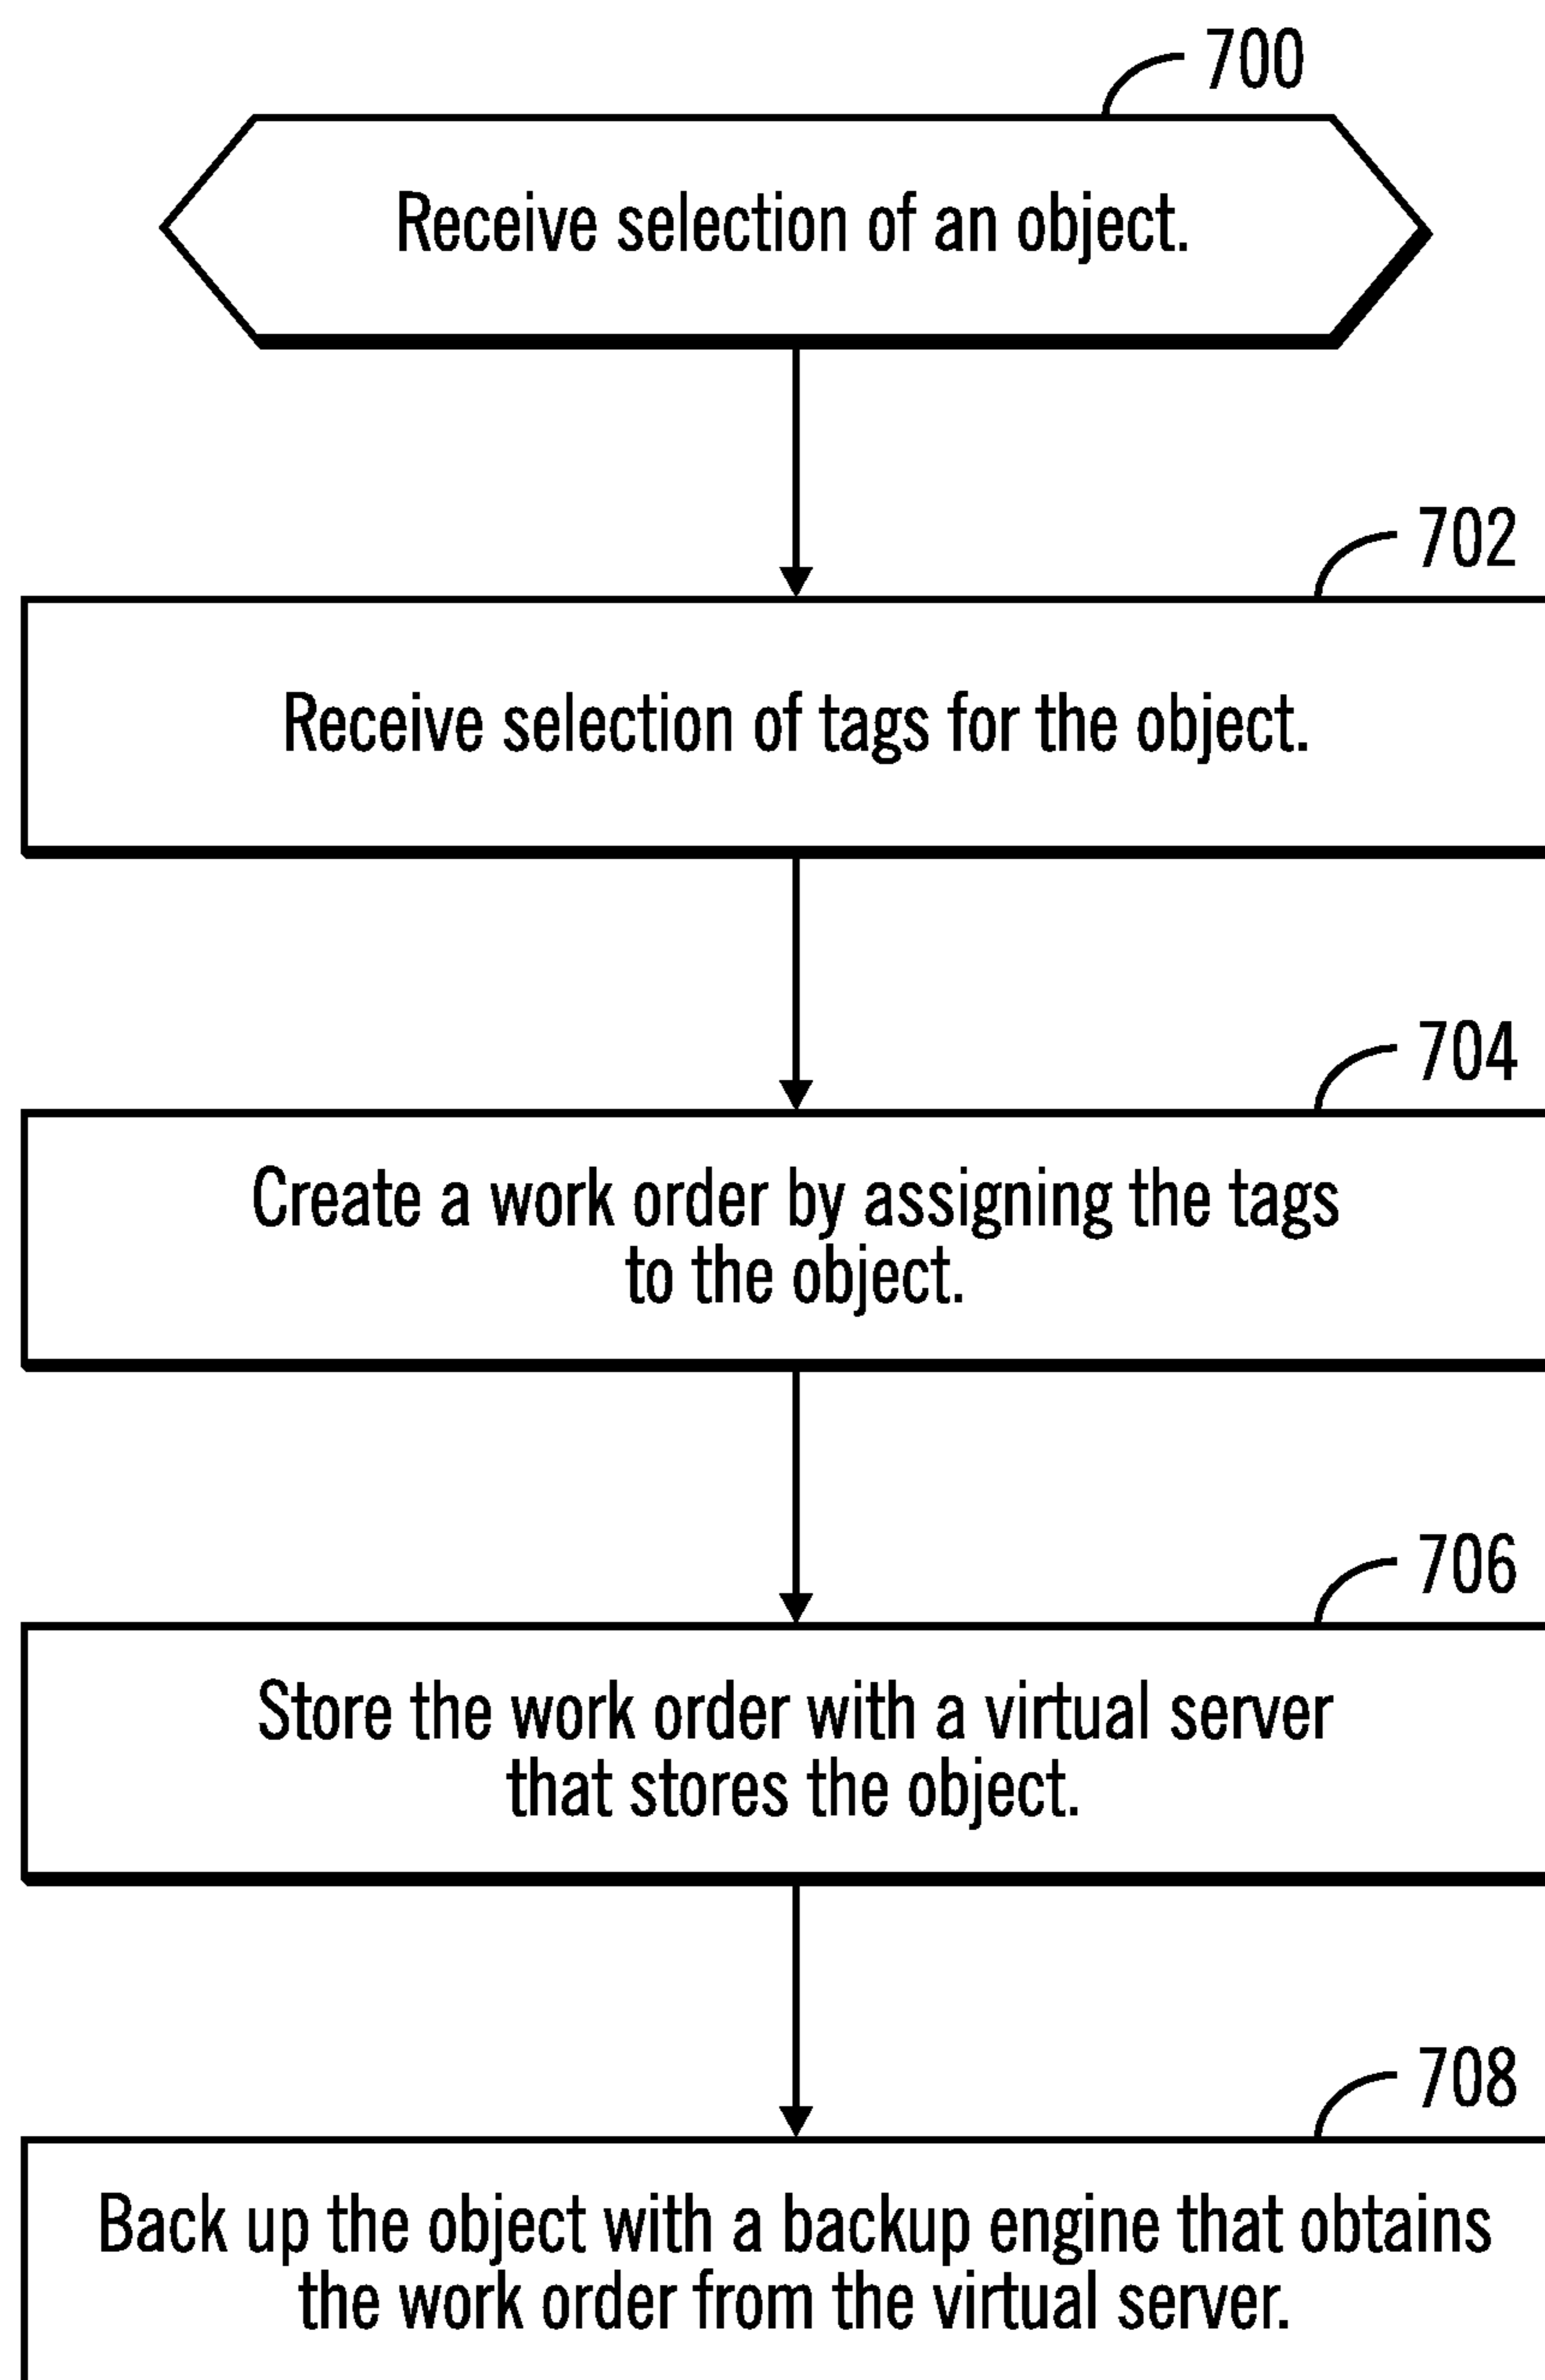 700
Receive selection of an object.
702
Receive selection of tags for the object.
704
Create a work order by assigning the tags
to the object.
706
Store the work order with a virtual server
that stores the object.
708
Back up the object with a backup engine that obtains
the work order from the virtual server.